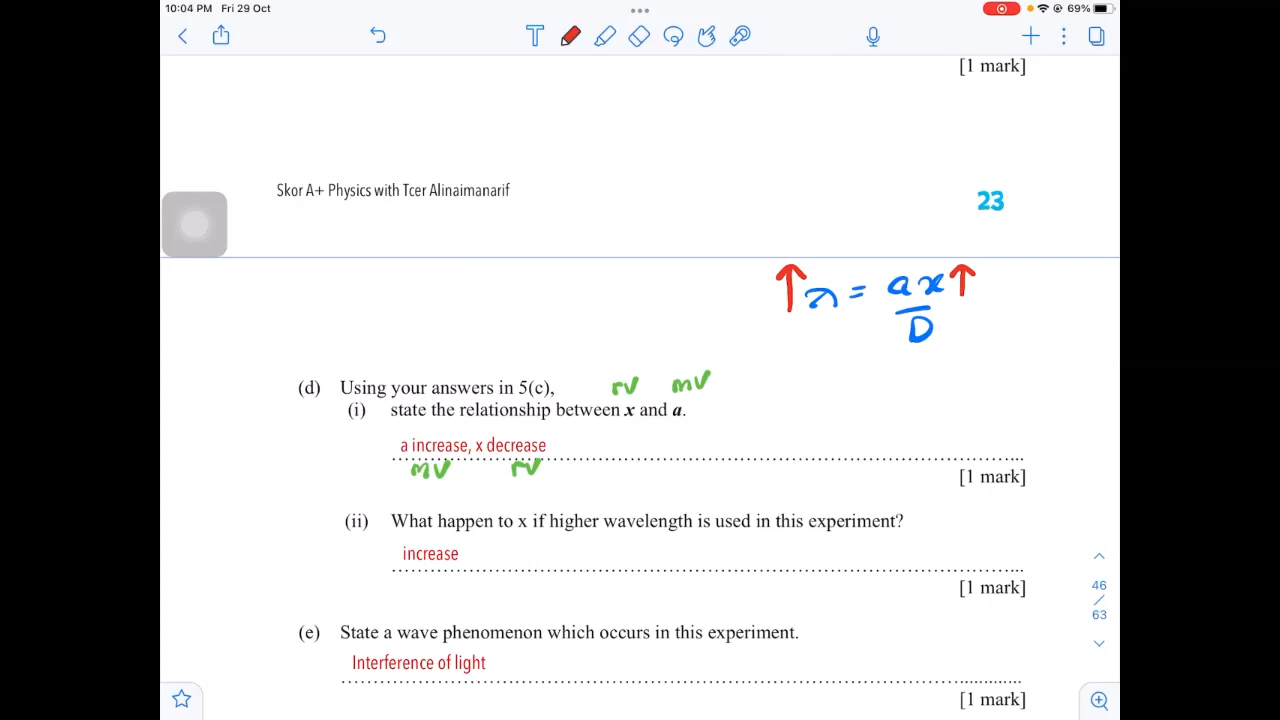 10:04 PM Fri 29 Oct
69%
[1 mark]
Skor A+ Physics with Tcer Alinaimanarif
23
↑ λ = ax ↑
D
(d) Using your answers in 5(c),
rv mv
(i) state the relationship between x and a.
a increase, x decrease
mv rv
[1 mark]
(ii) What happen to x if higher wavelength is used in this experiment?
increase
[1 mark]
46
/
63
(e) State a wave phenomenon which occurs in this experiment.
Interference of light
[1 mark]